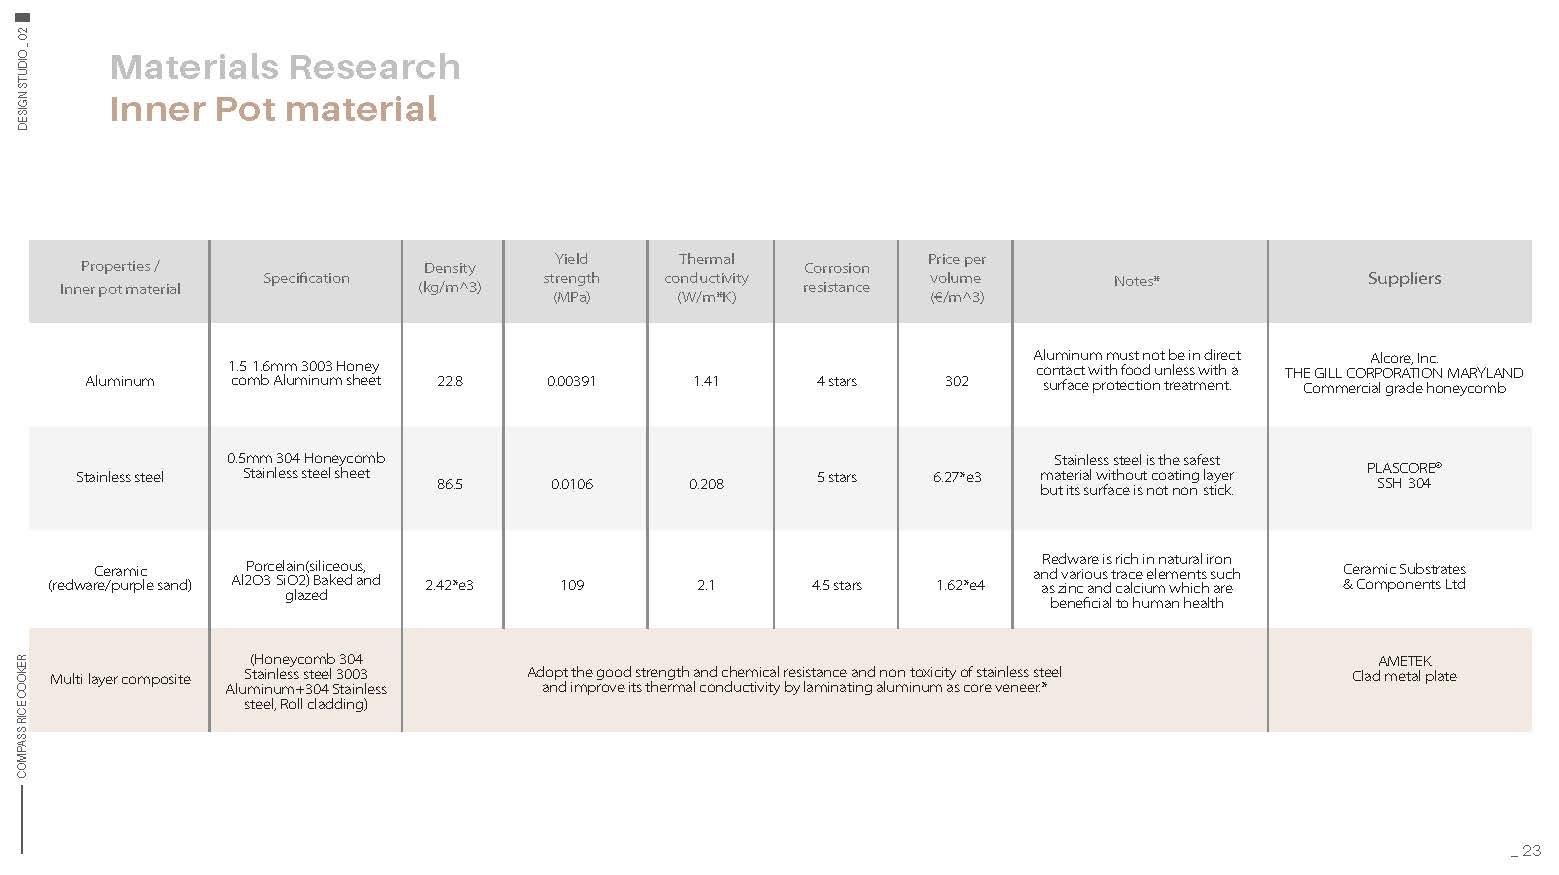 DESIGN STUDIO _ 02
Materials Research
Inner Pot material
Properties /
Inner pot material
Specification
Density
(kg/m^3)
Yield
strength
(MPa)
Thermal
conductivity
(W/m*K)
Corrosion
resistance
Price per
volume
(€/m^3)
Notes*
Suppliers
Aluminum
1.5 1.6mm 3003 Honey
comb Aluminum sheet
22.8
0.00391
1.41
4 stars
302
Aluminum must not be in direct
contact with food unless with a
surface protection treatment.
Alcore, Inc.
THE GILL CORPORATION MARYLAND
Commercial grade honeycomb
Stainless steel
0.5mm 304 Honeycomb
Stainless steel sheet
86.5
0.0106
0.208
5 stars
6.27*e3
Stainless steel is the safest
material without coating layer
but its surface is not non stick.
PLASCORE®
SSH 304
Ceramic
(redware/purple sand)
Porcelain(siliceous,
Al2O3 SiO2) Baked and
glazed
2.42*e3
109
2.1
4.5 stars
1.62*e4
Redware is rich in natural iron
and various trace elements such
as zinc and calcium which are
beneficial to human health
Ceramic Substrates
& Components Ltd
Multi layer composite
(Honeycomb 304
Stainless steel 3003
Aluminum+304 Stainless
steel, Roll cladding)
Adopt the good strength and chemical resistance and non toxicity of stainless steel
and improve its thermal conductivity by laminating aluminum as core veneer.*
AMETEK
Clad metal plate
COMPASS RICE COOKER
_ 23